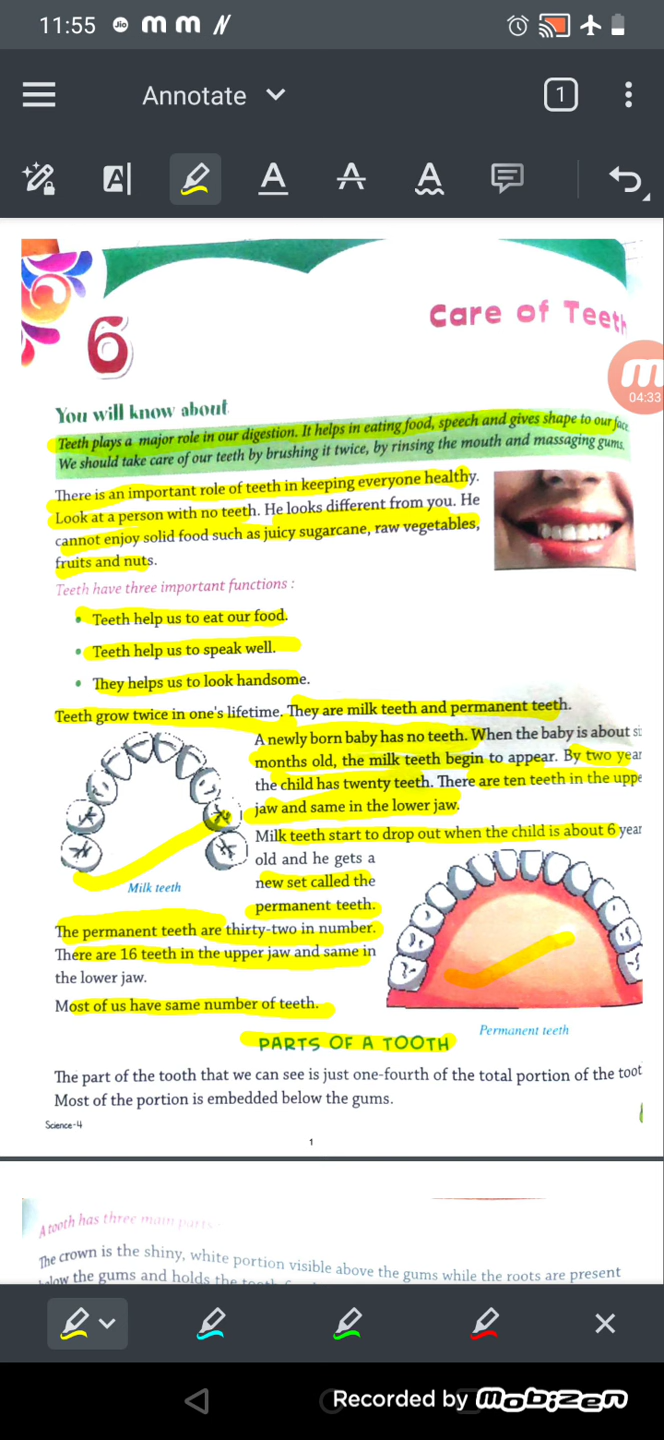 11:55 Jio
Annotate 1
6
Care of Teeth
04:33
You will know about
Teeth plays a major role in our digestion. It helps in eating food, speech and gives shape to our face
We should take care of our teeth by brushing it twice, by rinsing the mouth and massaging gums.
There is an important role of teeth in keeping everyone healthy.
Look at a person with no teeth. He looks different from you. He
cannot enjoy solid food such as juicy sugarcane, raw vegetables,
fruits and nuts.
Teeth have three important functions :
• Teeth help us to eat our food.
• Teeth help us to speak well.
• They helps us to look handsome.
Teeth grow twice in one's lifetime. They are milk teeth and permanent teeth.
A newly born baby has no teeth. When the baby is about si
months old, the milk teeth begin to appear. By two year
the child has twenty teeth. There are ten teeth in the uppe
jaw and same in the lower jaw.
Milk teeth start to drop out when the child is about 6 year
old and he gets a
new set called the
permanent teeth.
Milk teeth
The permanent teeth are thirty-two in number.
There are 16 teeth in the upper jaw and same in
the lower jaw.
Most of us have same number of teeth.
Permanent teeth
PARTS OF A TOOTH
The part of the tooth that we can see is just one-fourth of the total portion of the toot
Most of the portion is embedded below the gums.
Science-4
1
A tooth has three main parts :
The crown is the shiny, white portion visible above the gums while the roots are present
below the gums and holds the
Recorded by mobizen